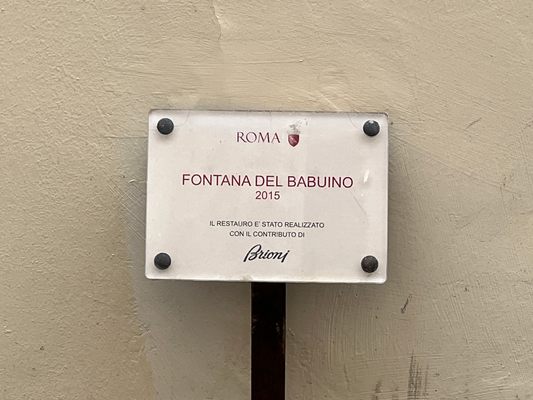 ROMA
FONTANA DEL BABUINO
2015
IL RESTAURO E' STATO REALIZZATO
CON IL CONTRIBUTO DI
Brioni